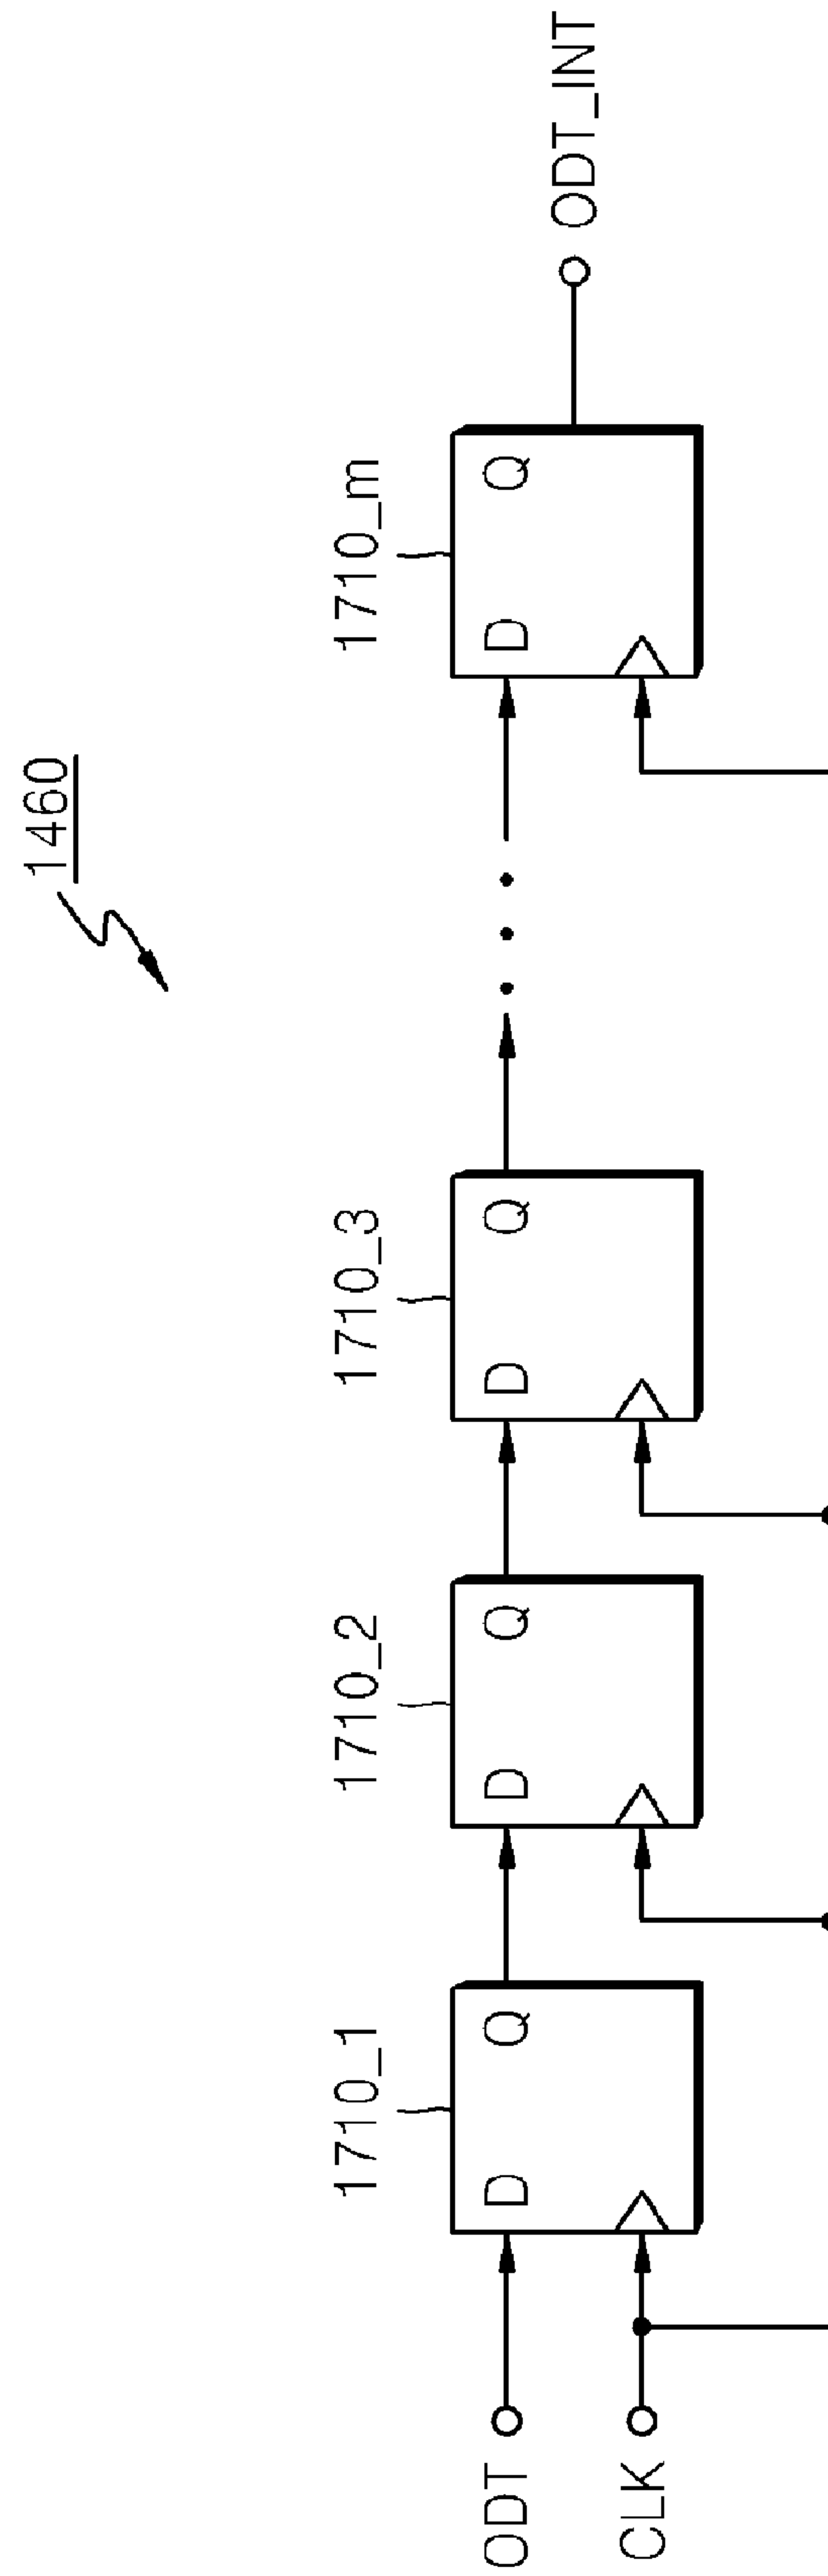 1460
1710_1
1710_2
1710_3
1710_m
ODT
D
Q
D
Q
D
Q
D
Q
ODT_INT
CLK